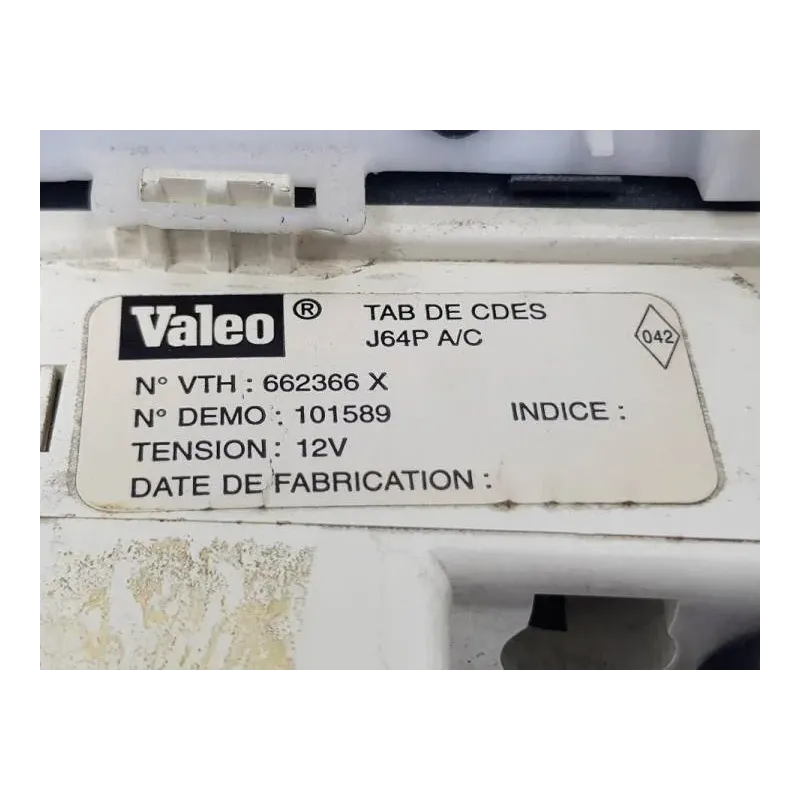 Valeo ® TAB DE CDES
J64P A/C
042
N° VTH : 662366 X
N° DEMO : 101589 INDICE :
TENSION : 12V
DATE DE FABRICATION :